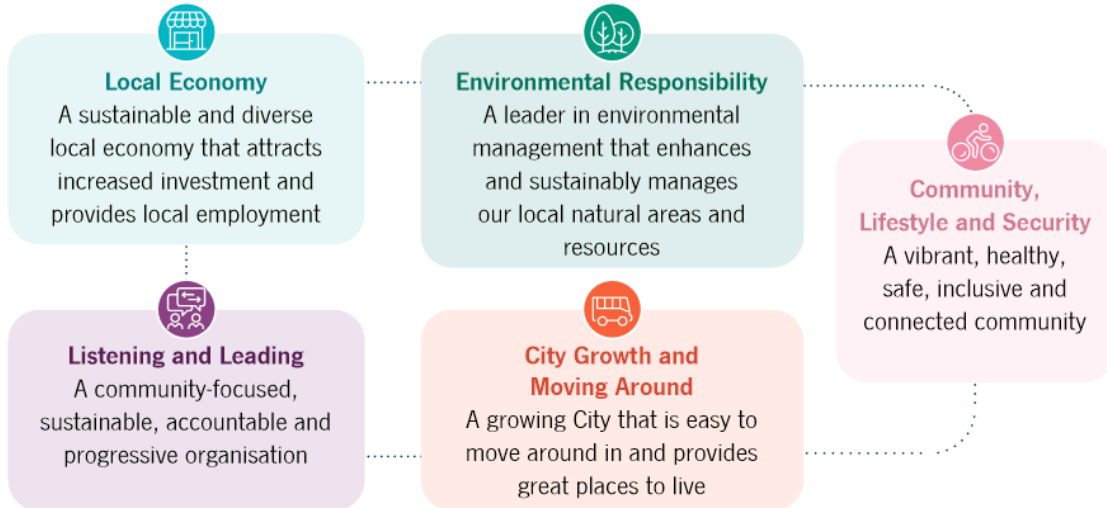 Local Economy
A sustainable and diverse
local economy that attracts
increased investment and
provides local employment
Environmental Responsibility
A leader in environmental
management that enhances
and sustainably manages
our local natural areas and
resources
Community,
Lifestyle and Security
A vibrant, healthy,
safe, inclusive and
connected community
Listening and Leading
A community-focused,
sustainable, accountable and
progressive organisation
City Growth and
Moving Around
A growing City that is easy to
move around in and provides
great places to live